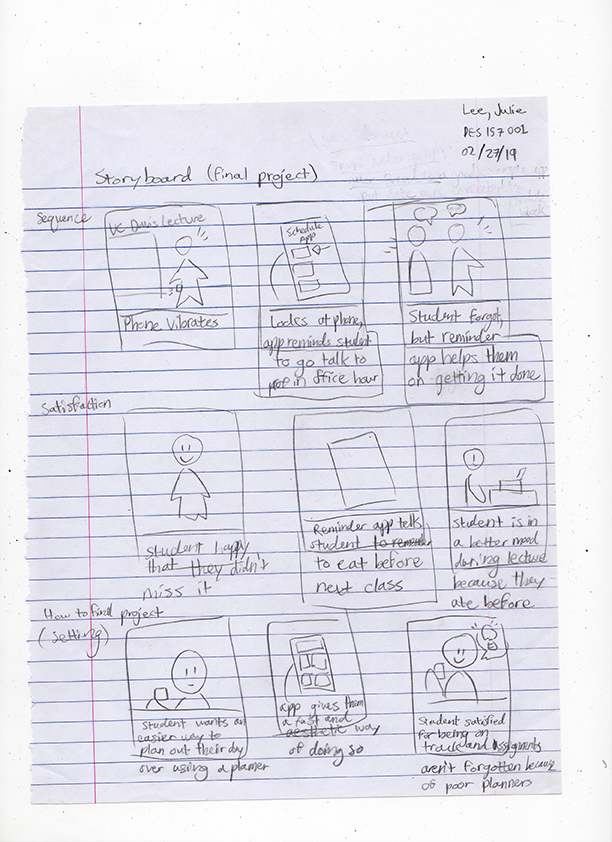 Lee, Julie
DES 157 001
02/27/19
Storyboard (final project)
Sequence
UC Davis Lecture
Phone Vibrates
Schedule
App
Looks at phone,
app reminds student
to go talk to
prof in office hour
Student forgot,
but reminder
app helps them
on getting it done
Satisfaction
Student happy
that they didn't
miss it
Reminder app tells
student to remember
to eat before
next class
Student is in
a better mood
during lecture
because they
ate before
How to find project
(setting)
Student wants an
easier way to
plan out their day
over using a planner
app gives them
a fast and
aesthetic way
of doing so
Student satisfied
for being on
track and assignments
aren't forgotten because
of poor planners